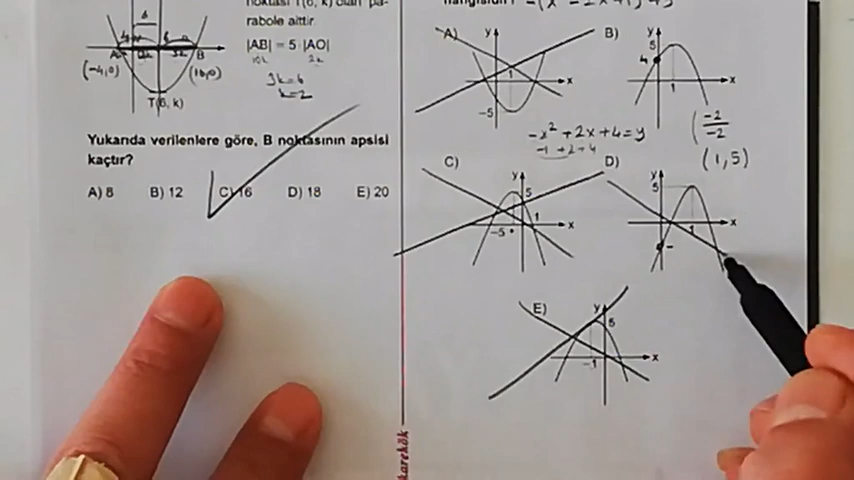 noktası T(6, k) olan pa-
rabole aittir.
|AB| = 5 |AO|
10k 2k
3k=6
k=2
A
B
(-4,0)
(16,0)
T(6, k)
Yukarıda verilenlere göre, B noktasının apsisi
kaçtır?
A) 8 B) 12 C) 16 D) 18 E) 20
karekök
A)
y
1
x
-5
B)
y
5
4
1
x
-x² + 2x + 4 = y
-1 + 2 + 4
-2
-2
(1, 5)
C)
y
5
-5
1
x
D)
y
5
1
x
E)
y
5
-1
x